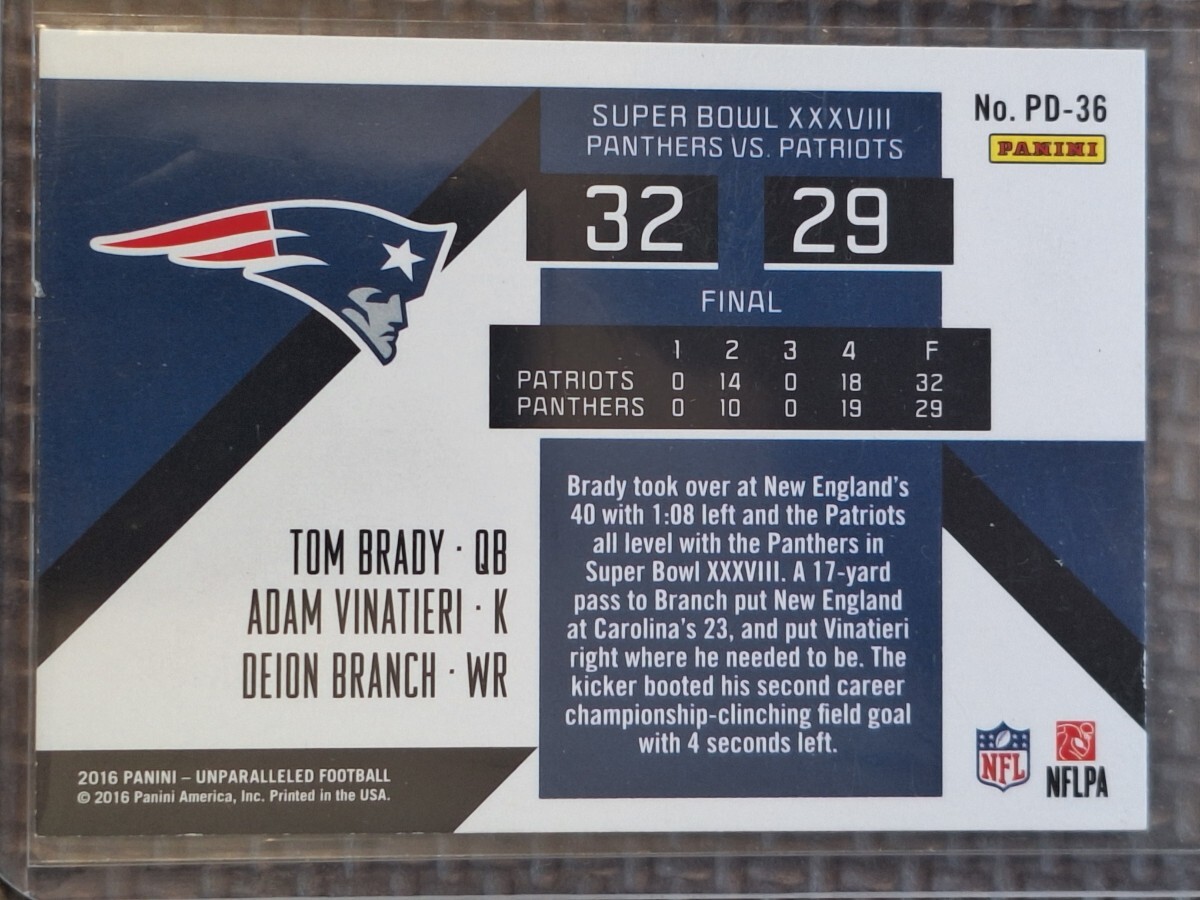 SUPER BOWL XXXVIII
PANTHERS VS. PATRIOTS
No. PD-36
PANINI
32 29
FINAL
1 2 3 4 F
PATRIOTS 0 14 0 18 32
PANTHERS 0 10 0 19 29
TOM BRADY · QB
ADAM VINATIERI · K
DEION BRANCH · WR
Brady took over at New England's
40 with 1:08 left and the Patriots
all level with the Panthers in
Super Bowl XXXVIII. A 17-yard
pass to Branch put New England
at Carolina's 23, and put Vinatieri
right where he needed to be. The
kicker booted his second career
championship-clinching field goal
with 4 seconds left.
2016 PANINI – UNPARALLELED FOOTBALL
© 2016 Panini America, Inc. Printed in the USA.
NFL
NFLPA